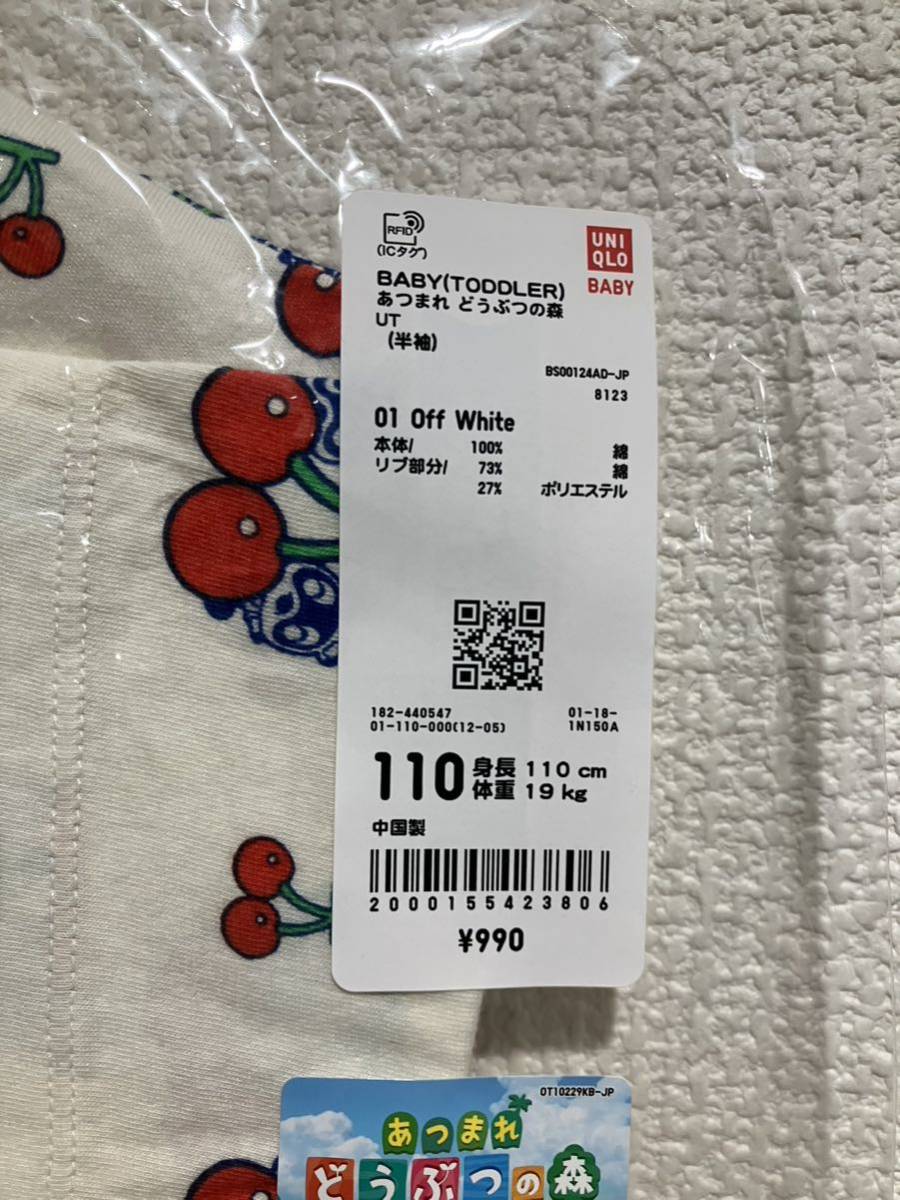 RFID
(ICタグ)
UNI
QLO
BABY
BABY(TODDLER)
あつまれ どうぶつの森
UT
(半袖)
BS00124AD-JP
8123
01 Off White
本体/ 100% 綿
リブ部分/ 73% 綿
27% ポリエステル
182-440547
01-110-000(12-05)
01-18-
1N150A
110 身長 110 cm
体重 19 kg
中国製
2000155423806
¥990
OT10229KB-JP
あつまれ
どうぶつの森